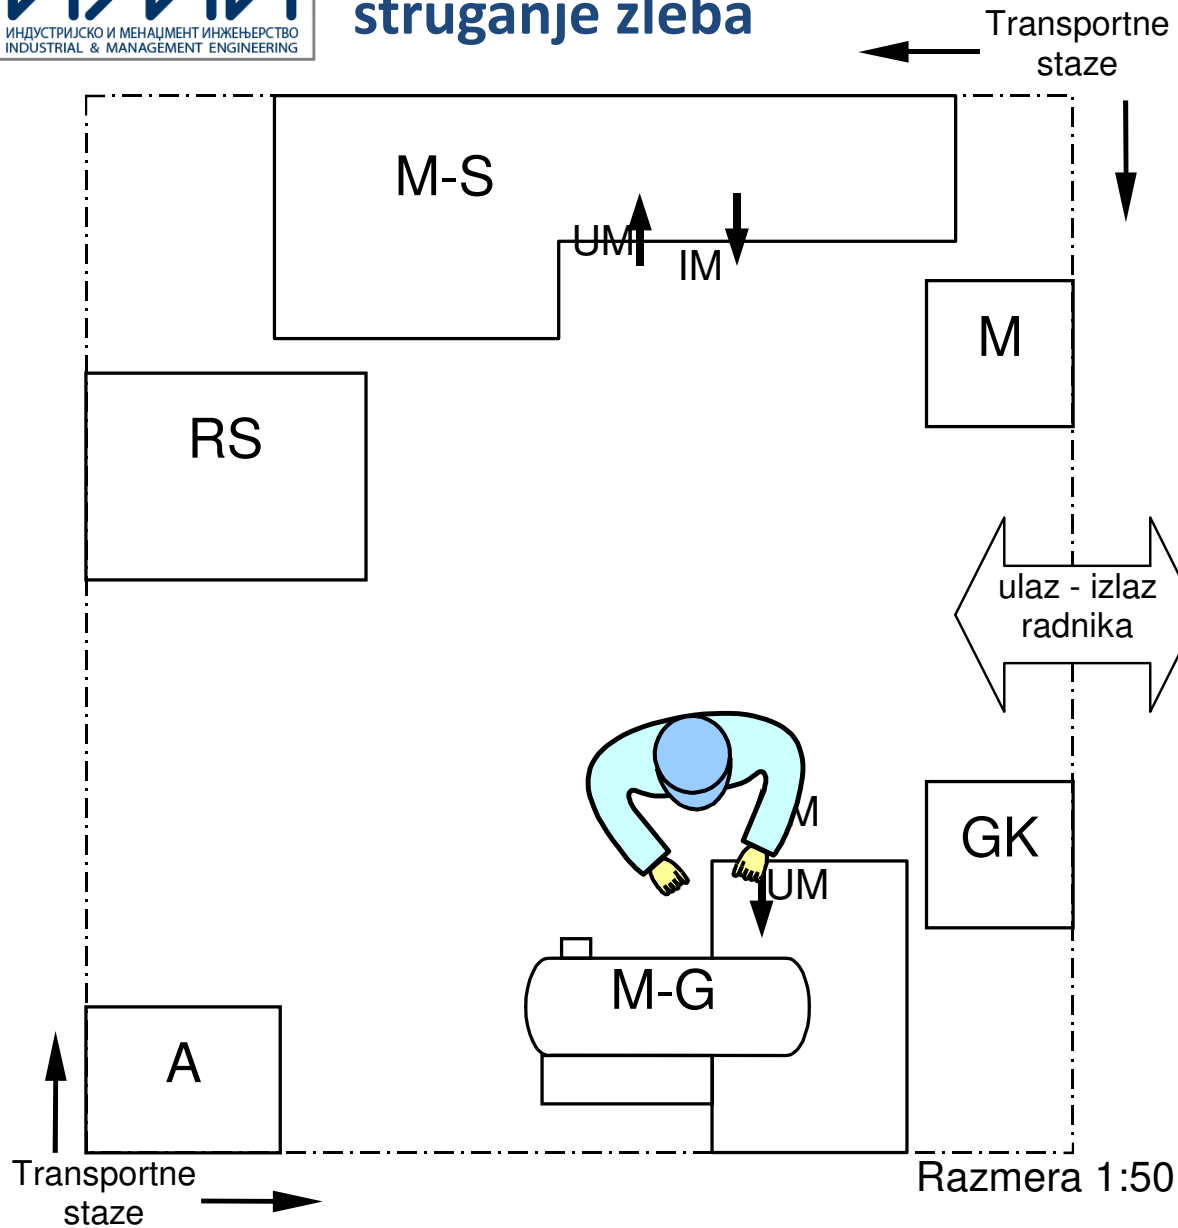 ИНДУСТРИЈСКО И МЕНАЏМЕНТ ИНЖЕЊЕРСТВО
INDUSTRIAL & MANAGEMENT ENGINEERING
struganje zleba
Transportne
staze
M-S
UM
IM
M
RS
ulaz - izlaz
radnika
M
GK
UM
M-G
A
Transportne
staze
Razmera 1:50